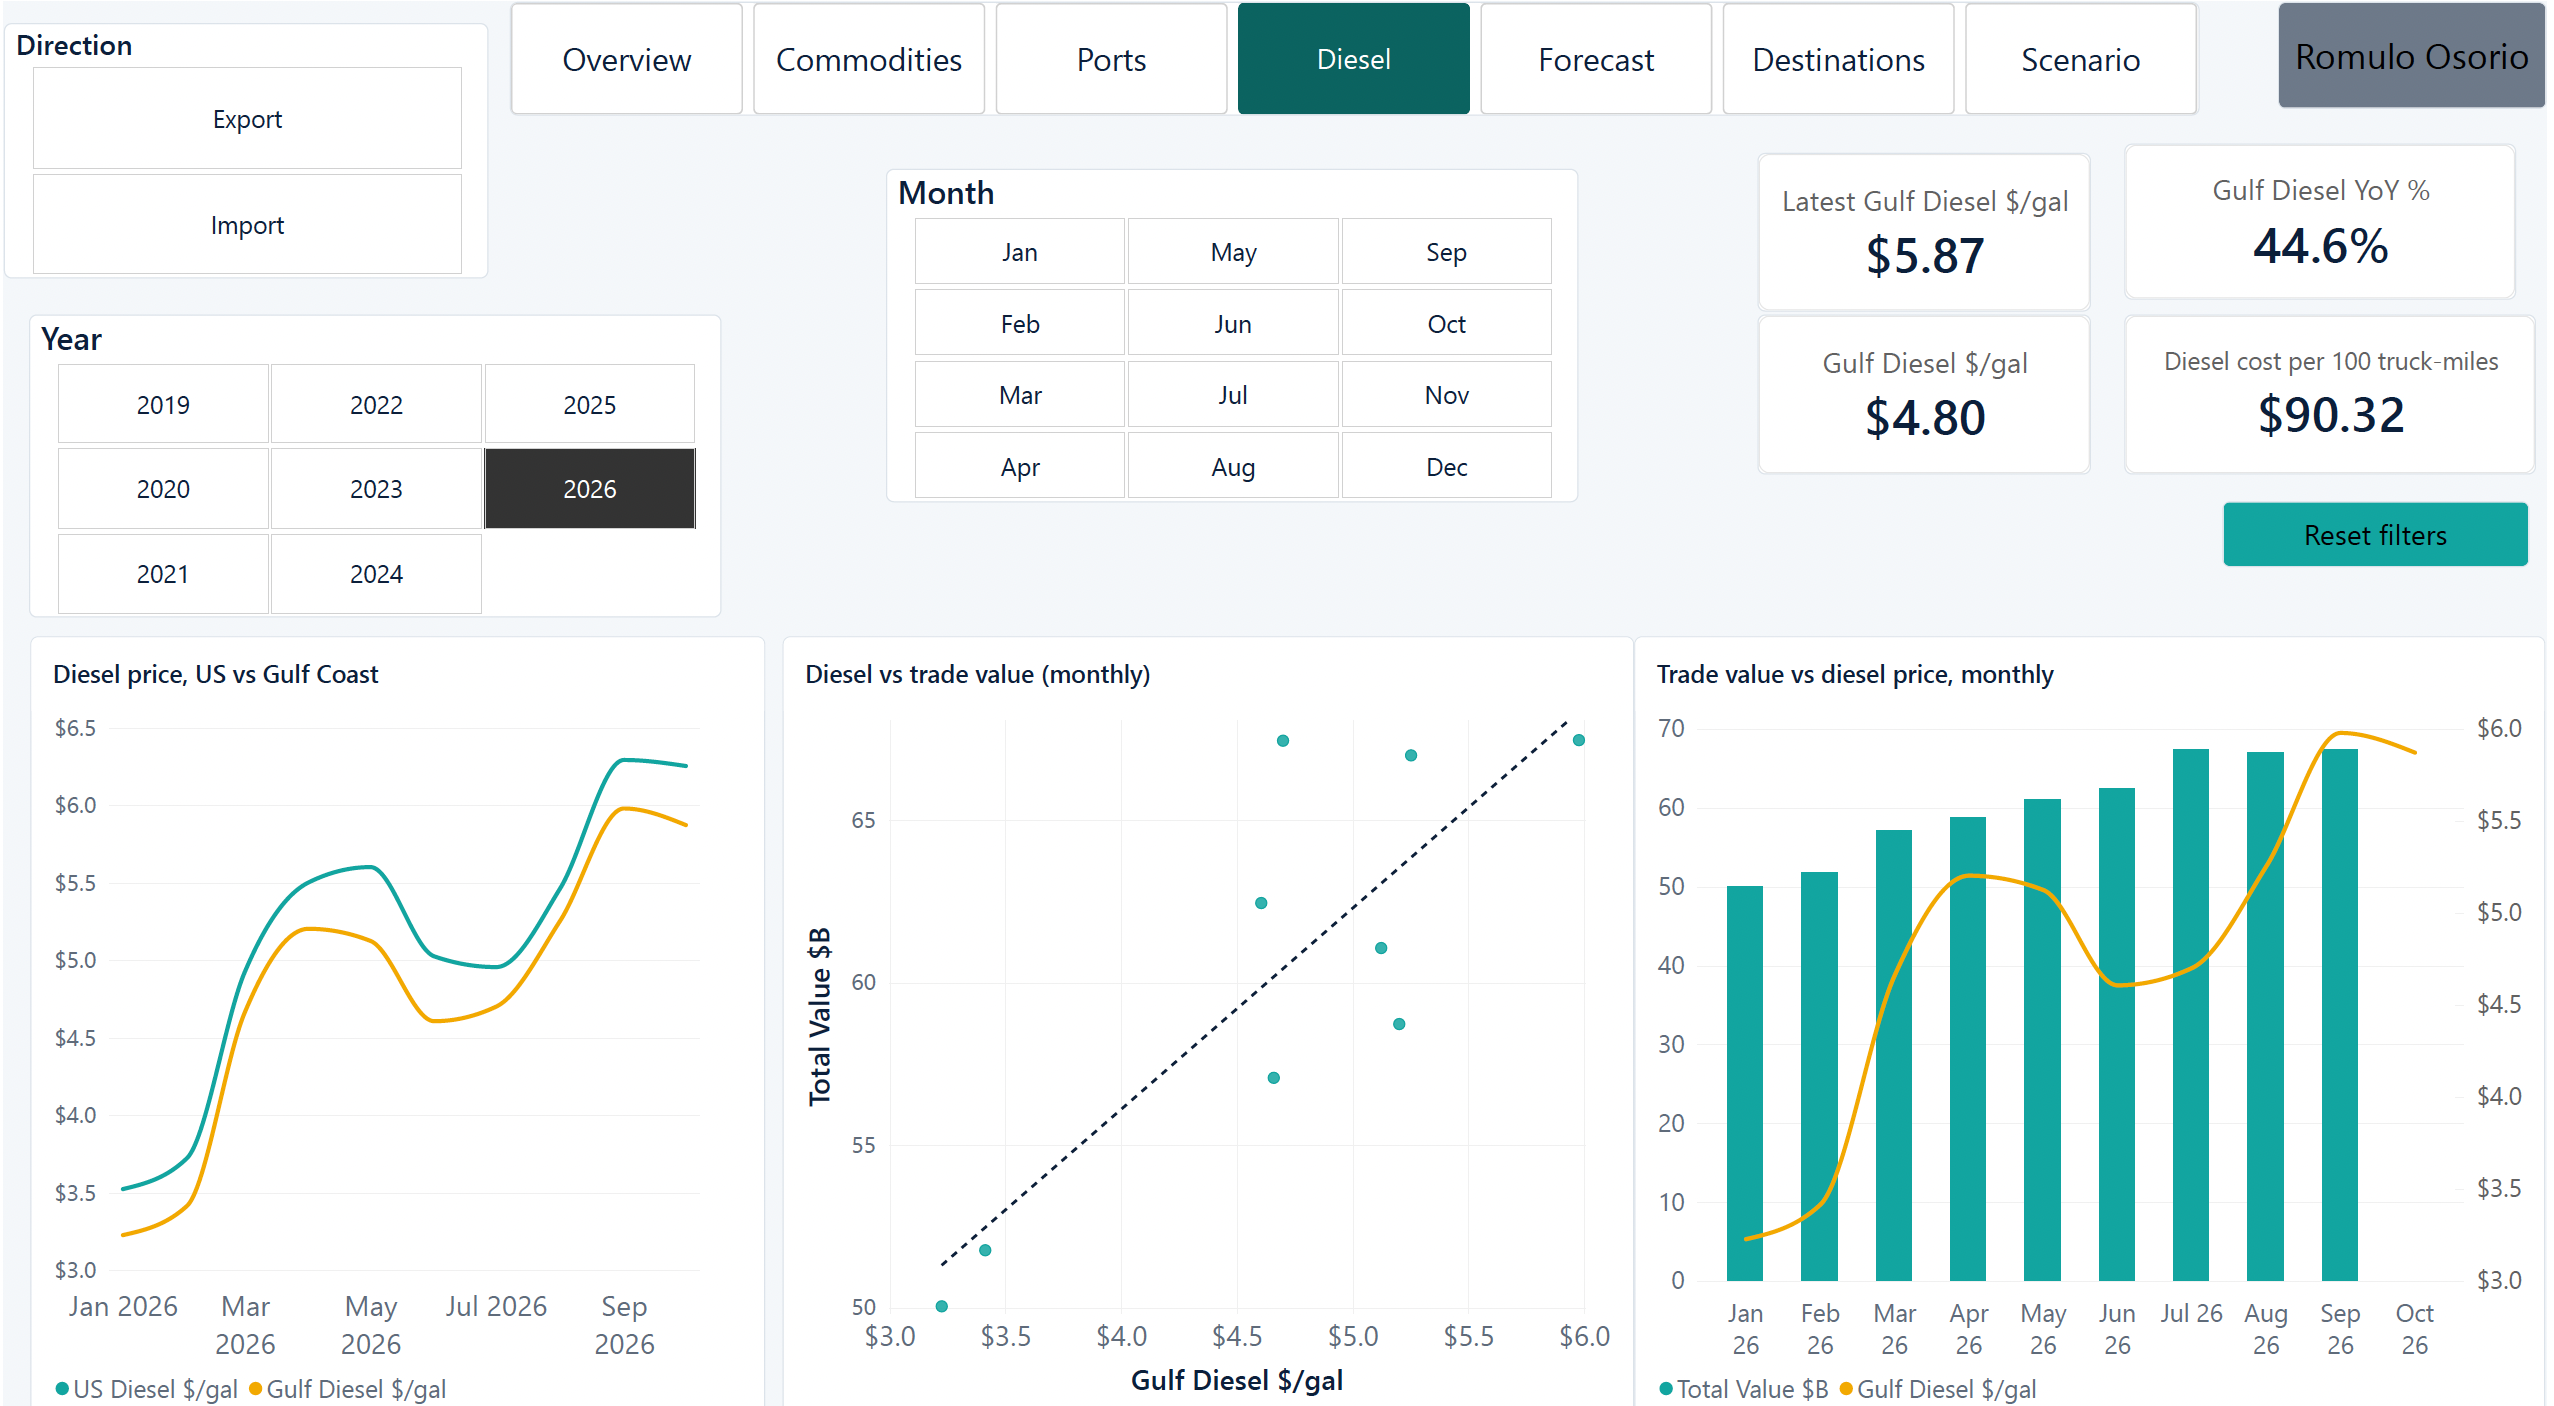 Direction
Export
Import
Overview
Commodities
Ports
Diesel
Forecast
Destinations
Scenario
Romulo Osorio
Year
2019
2022
2025
2020
2023
2026
2021
2024
Month
Jan
May
Sep
Feb
Jun
Oct
Mar
Jul
Nov
Apr
Aug
Dec
Latest Gulf Diesel $/gal
$5.87
Gulf Diesel YoY %
44.6%
Gulf Diesel $/gal
$4.80
Diesel cost per 100 truck-miles
$90.32
Reset filters
Diesel price, US vs Gulf Coast
$6.5
$6.0
$5.5
$5.0
$4.5
$4.0
$3.5
$3.0
Jan 2026
Mar 2026
May 2026
Jul 2026
Sep 2026
US Diesel $/gal
Gulf Diesel $/gal
Diesel vs trade value (monthly)
Total Value $B
65
60
55
50
$3.0
$3.5
$4.0
$4.5
$5.0
$5.5
$6.0
Gulf Diesel $/gal
Trade value vs diesel price, monthly
70
60
50
40
30
20
10
0
$6.0
$5.5
$5.0
$4.5
$4.0
$3.5
$3.0
Jan 26
Feb 26
Mar 26
Apr 26
May 26
Jun 26
Jul 26
Aug 26
Sep 26
Oct 26
Total Value $B
Gulf Diesel $/gal